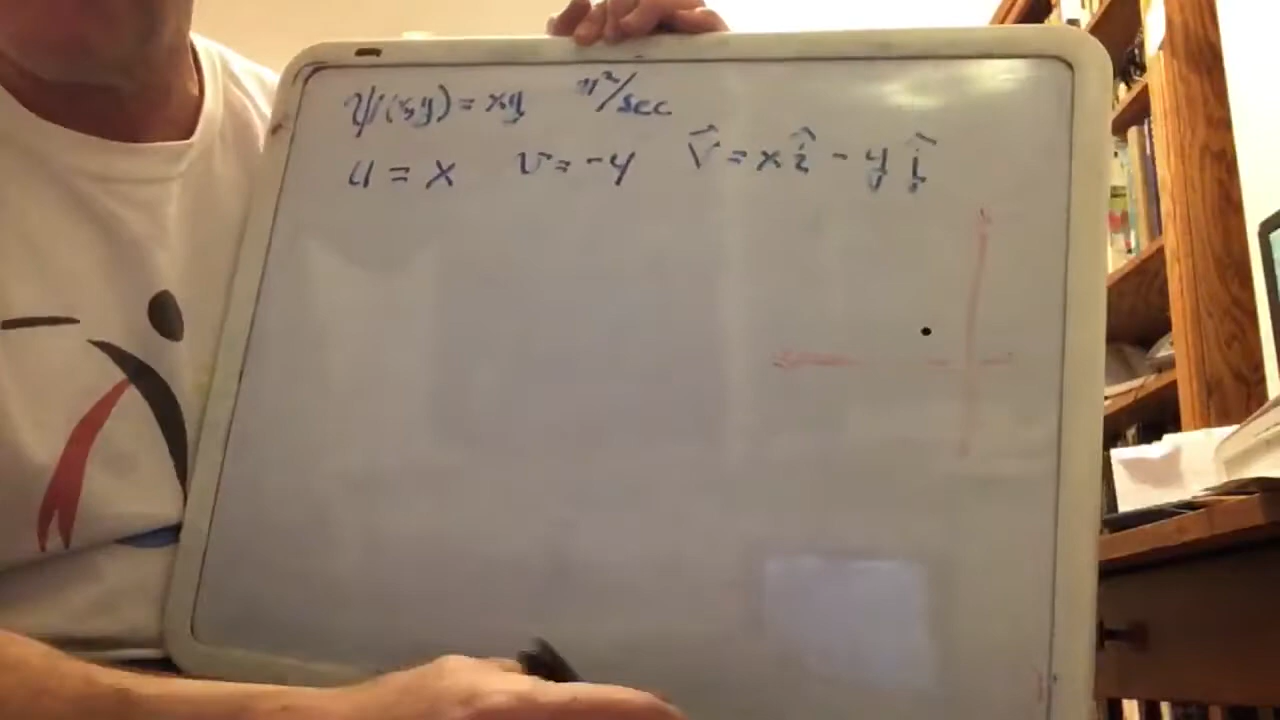 ψ(x,y) = xy m²/sec
u = x v = -y V̂ = x î - y ĵ